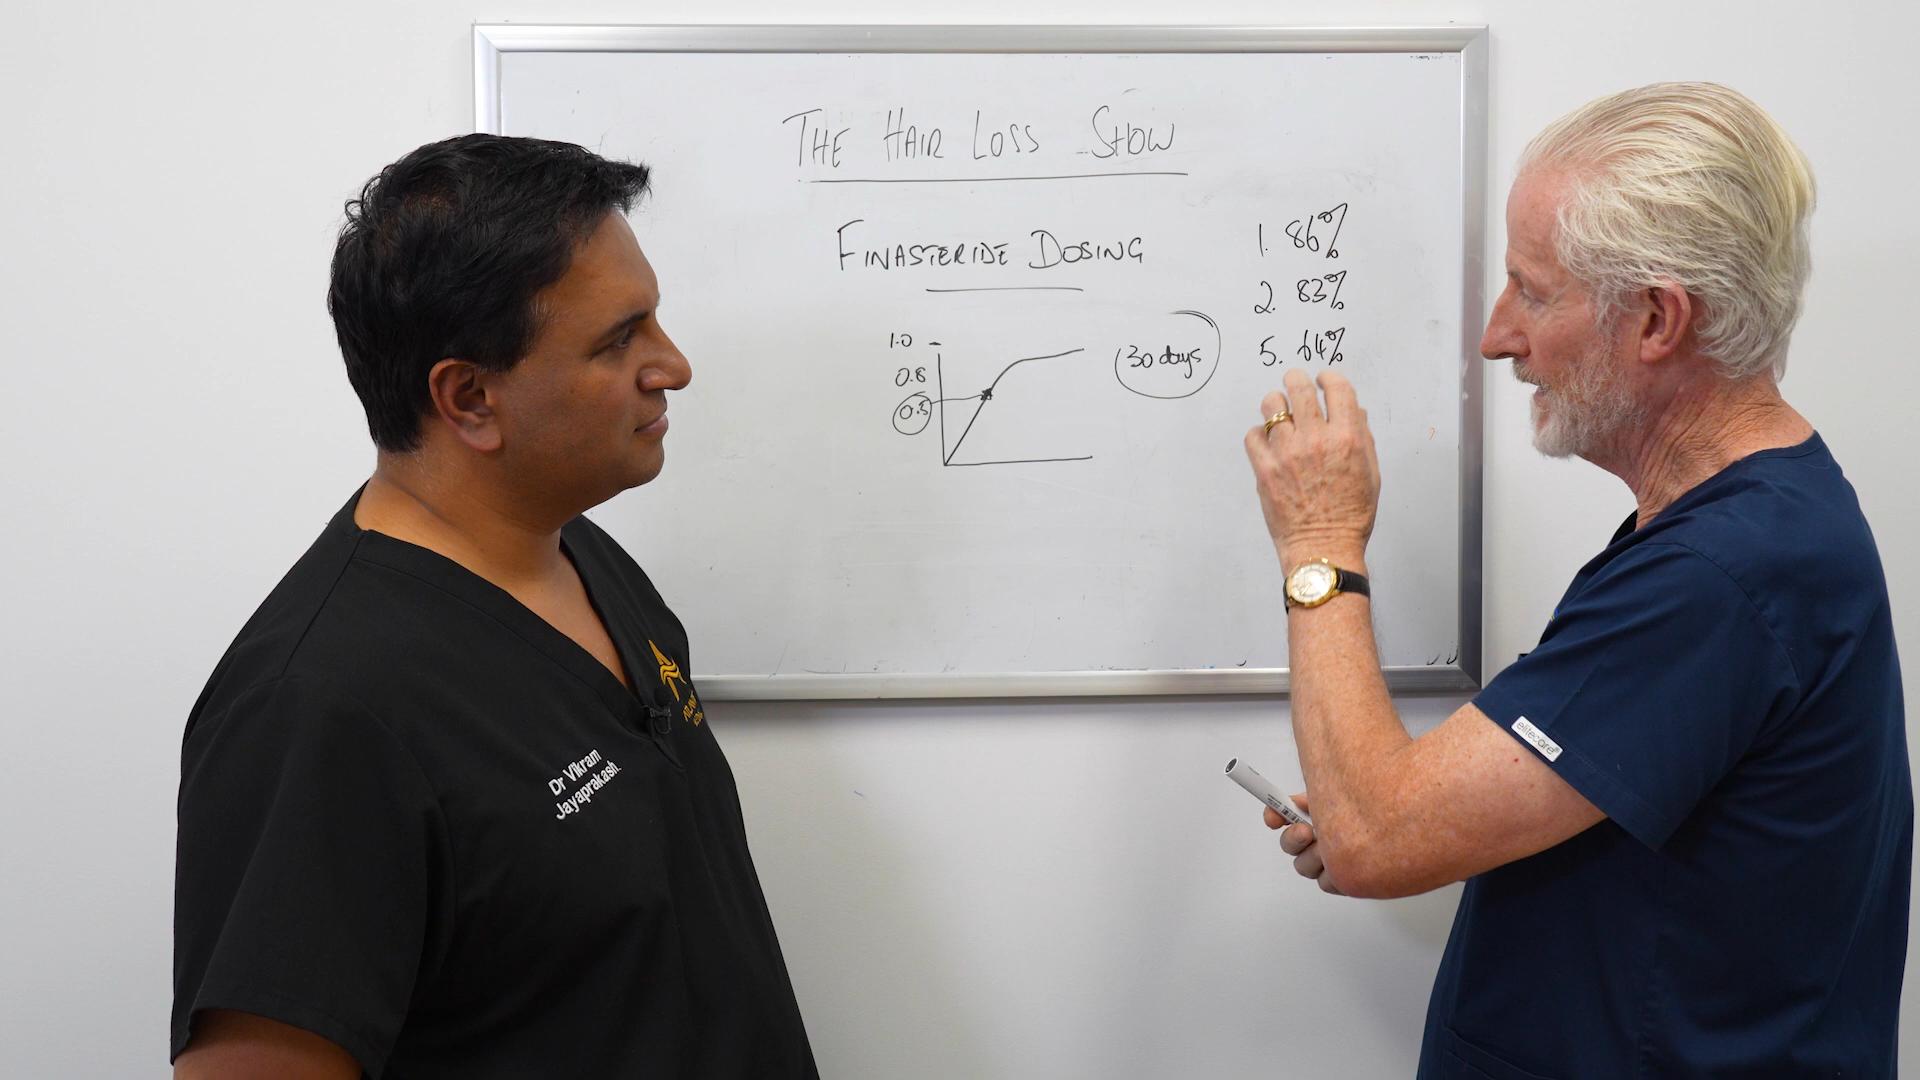 THE HAIR LOSS SHOW
FINASTERIDE DOSING
1. 86%
2. 83%
5. 64%
1.0
0.8
0.5
30 days
Dr Vikram
Jayaprakash.
elitecare®